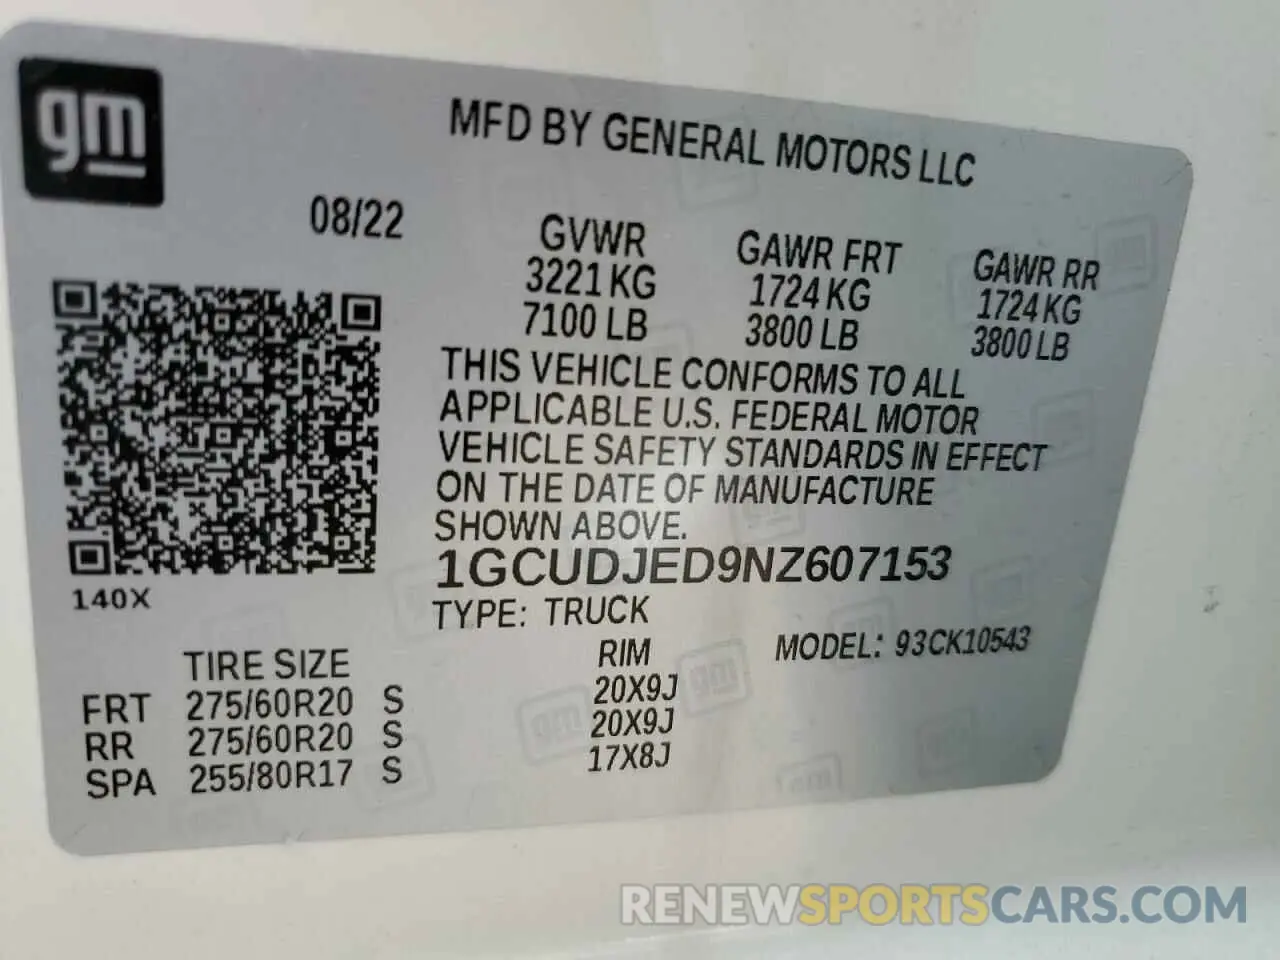 gm
MFD BY GENERAL MOTORS LLC
08/22
GVWR GAWR FRT GAWR RR
3221 KG 1724 KG 1724 KG
7100 LB 3800 LB 3800 LB
THIS VEHICLE CONFORMS TO ALL
APPLICABLE U.S. FEDERAL MOTOR
VEHICLE SAFETY STANDARDS IN EFFECT
ON THE DATE OF MANUFACTURE
SHOWN ABOVE.
1GCUDJED9NZ607153
140X
TYPE: TRUCK
MODEL: 93CK10543
TIRE SIZE RIM
FRT 275/60R20 S 20X9J
RR 275/60R20 S 20X9J
SPA 255/80R17 S 17X8J
RENEWSPORTSCARS.COM